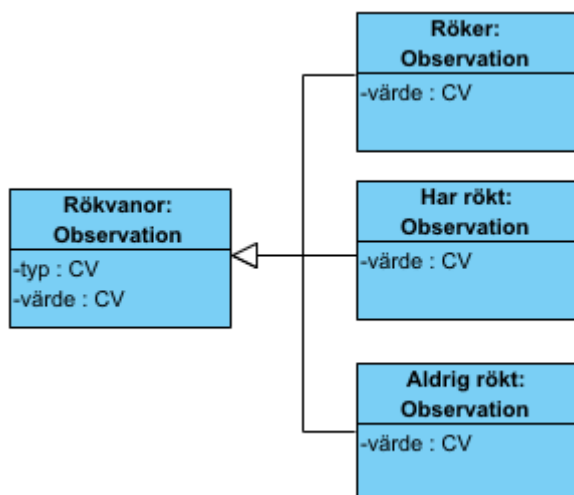 Röker:
Observation
-värde : CV
Rökvanor:
Observation
-typ : CV
-värde : CV
Har rökt:
Observation
-värde : CV
Aldrig rökt:
Observation
-värde : CV